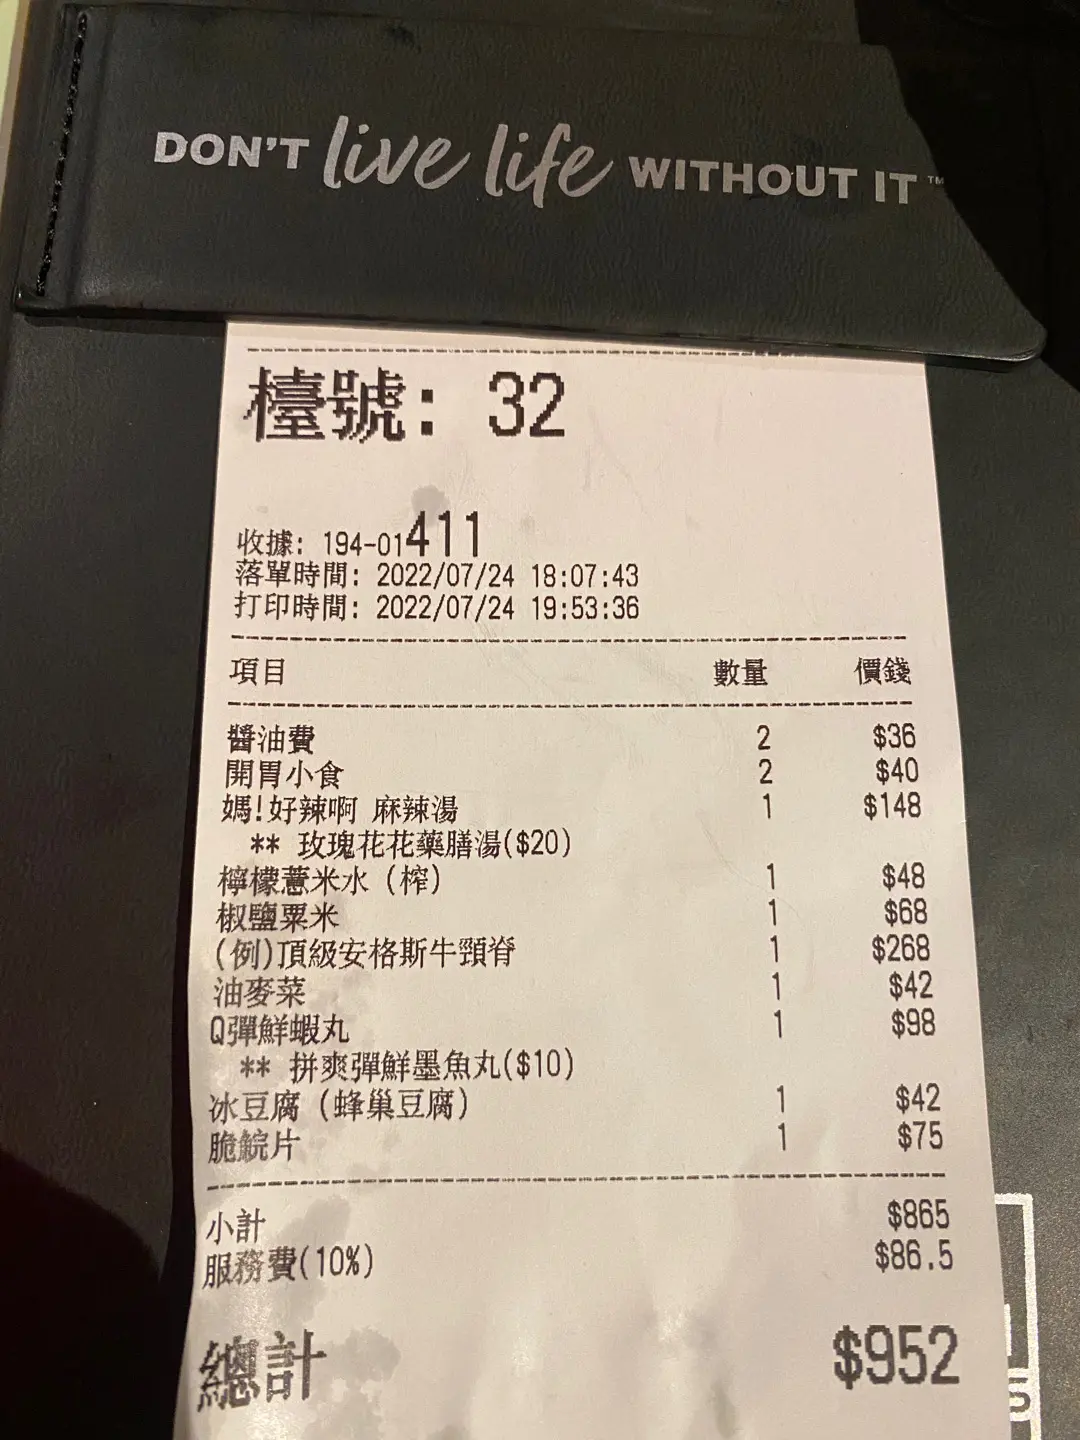 DON'T live life WITHOUT IT™
檯號: 32
收據: 194-01411
落單時間: 2022/07/24 18:07:43
打印時間: 2022/07/24 19:53:36
項目 數量 價錢
醬油費 2 $36
開胃小食 2 $40
媽!好辣啊 麻辣湯 1 $148
** 玫瑰花花藥膳湯($20)
檸檬薏米水 (榨) 1 $48
椒鹽粟米 1 $68
(例)頂級安格斯牛頸脊 1 $268
油麥菜 1 $42
Q彈鮮蝦丸 1 $98
** 拼爽彈鮮墨魚丸($10)
冰豆腐 (蜂巢豆腐) 1 $42
脆鯇片 1 $75
小計 $865
服務費(10%) $86.5
總計 $952